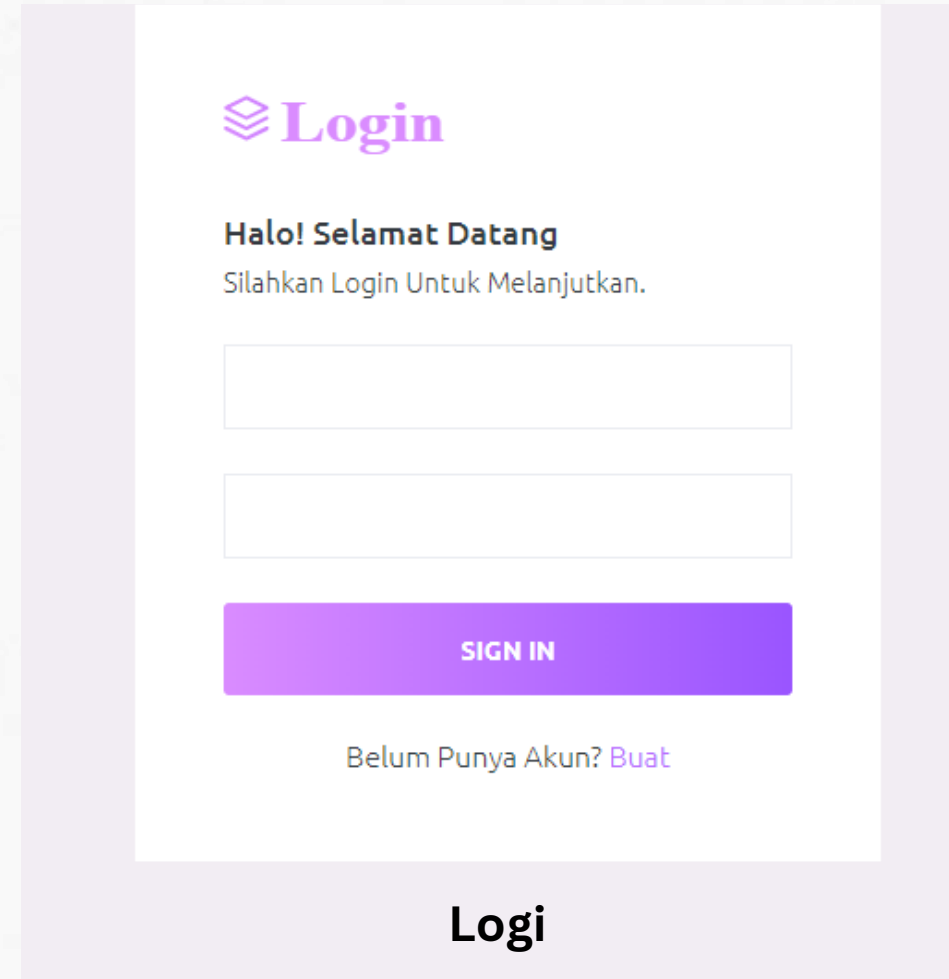 Login
Halo! Selamat Datang
Silahkan Login Untuk Melanjutkan.
SIGN IN
Belum Punya Akun? Buat
Logi